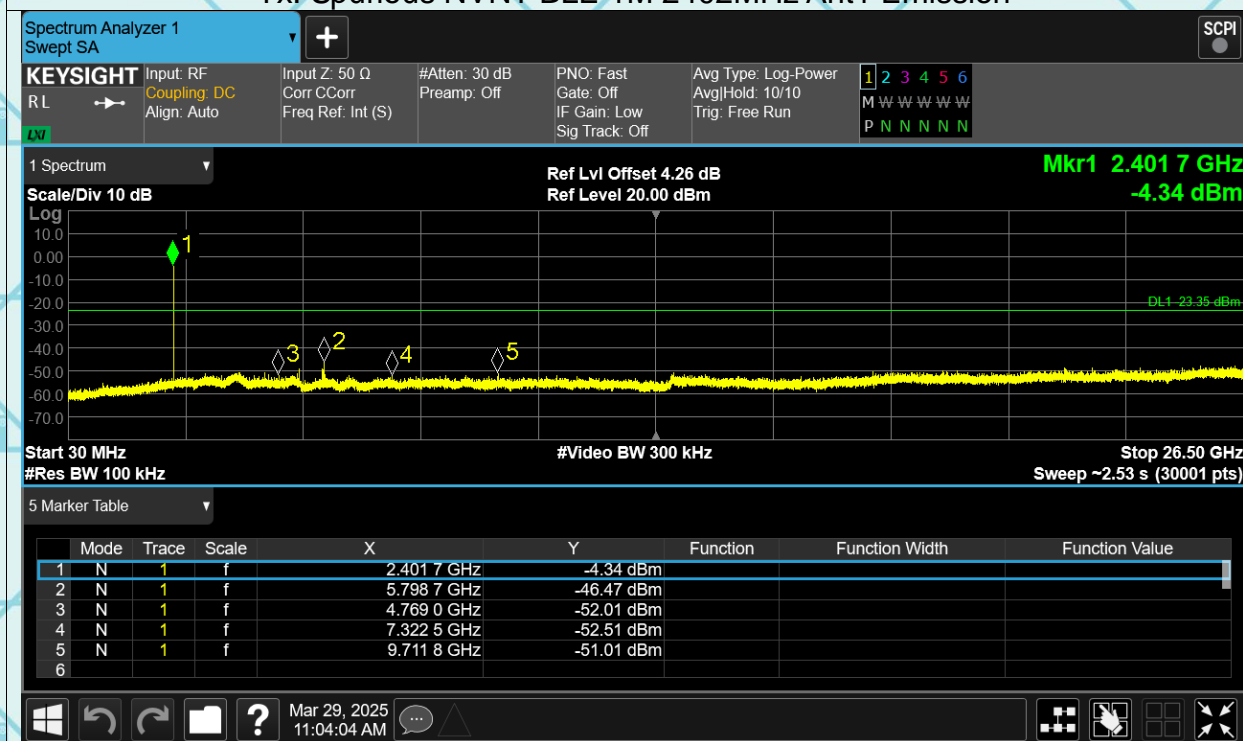 Tx. Spurious NVNT BLE 1M 2402MHz Ant1 Emission
Spectrum Analyzer 1
Swept SA
SCPI
KEYSIGHT
RL
LXI
Input: RF
Coupling: DC
Align: Auto
Input Z: 50 Ω
Corr CCorr
Freq Ref: Int (S)
#Atten: 30 dB
Preamp: Off
PNO: Fast
Gate: Off
IF Gain: Low
Sig Track: Off
Avg Type: Log-Power
Avg|Hold: 10/10
Trig: Free Run
1 2 3 4 5 6
M W W W W W
P N N N N N
1 Spectrum
Scale/Div 10 dB
Ref Lvl Offset 4.26 dB
Ref Level 20.00 dBm
Mkr1 2.401 7 GHz
-4.34 dBm
Log
10.0
0.00
-10.0
-20.0
-30.0
-40.0
-50.0
-60.0
-70.0
1
2
3
4
5
DL1 -23.35 dBm
Start 30 MHz
#Video BW 300 kHz
Stop 26.50 GHz
#Res BW 100 kHz
Sweep ~2.53 s (30001 pts)
5 Marker Table
Mode Trace Scale X Y Function Function Width Function Value
1 N 1 f 2.401 7 GHz -4.34 dBm
2 N 1 f 5.798 7 GHz -46.47 dBm
3 N 1 f 4.769 0 GHz -52.01 dBm
4 N 1 f 7.322 5 GHz -52.51 dBm
5 N 1 f 9.711 8 GHz -51.01 dBm
6
?
Mar 29, 2025
11:04:04 AM